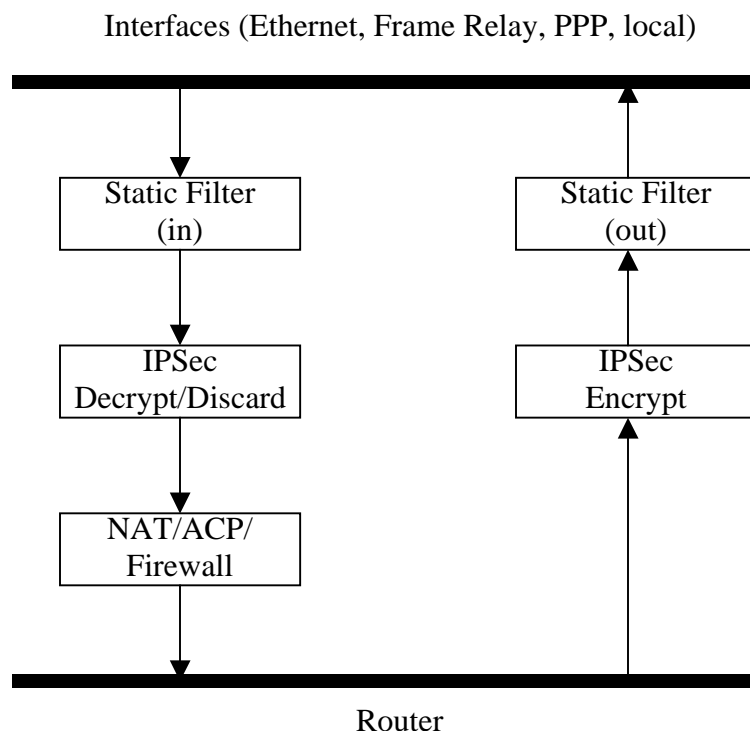 Interfaces (Ethernet, Frame Relay, PPP, local)
Static Filter
(in)
Static Filter
(out)
IPSec
Decrypt/Discard
IPSec
Encrypt
NAT/ACP/
Firewall
Router